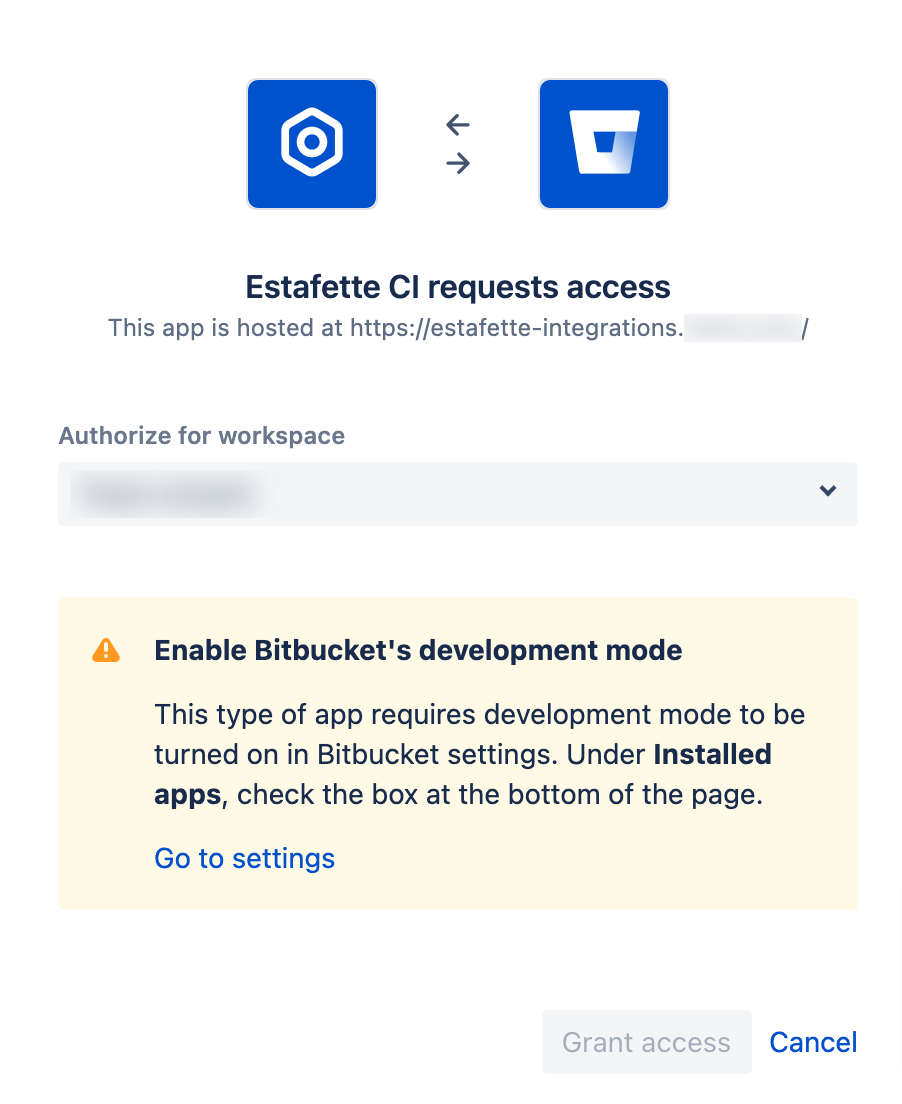 Estafette CI requests access
This app is hosted at https://estafette-integrations. /
Authorize for workspace
Enable Bitbucket's development mode
This type of app requires development mode to be
turned on in Bitbucket settings. Under Installed
apps, check the box at the bottom of the page.
Go to settings
Grant access Cancel